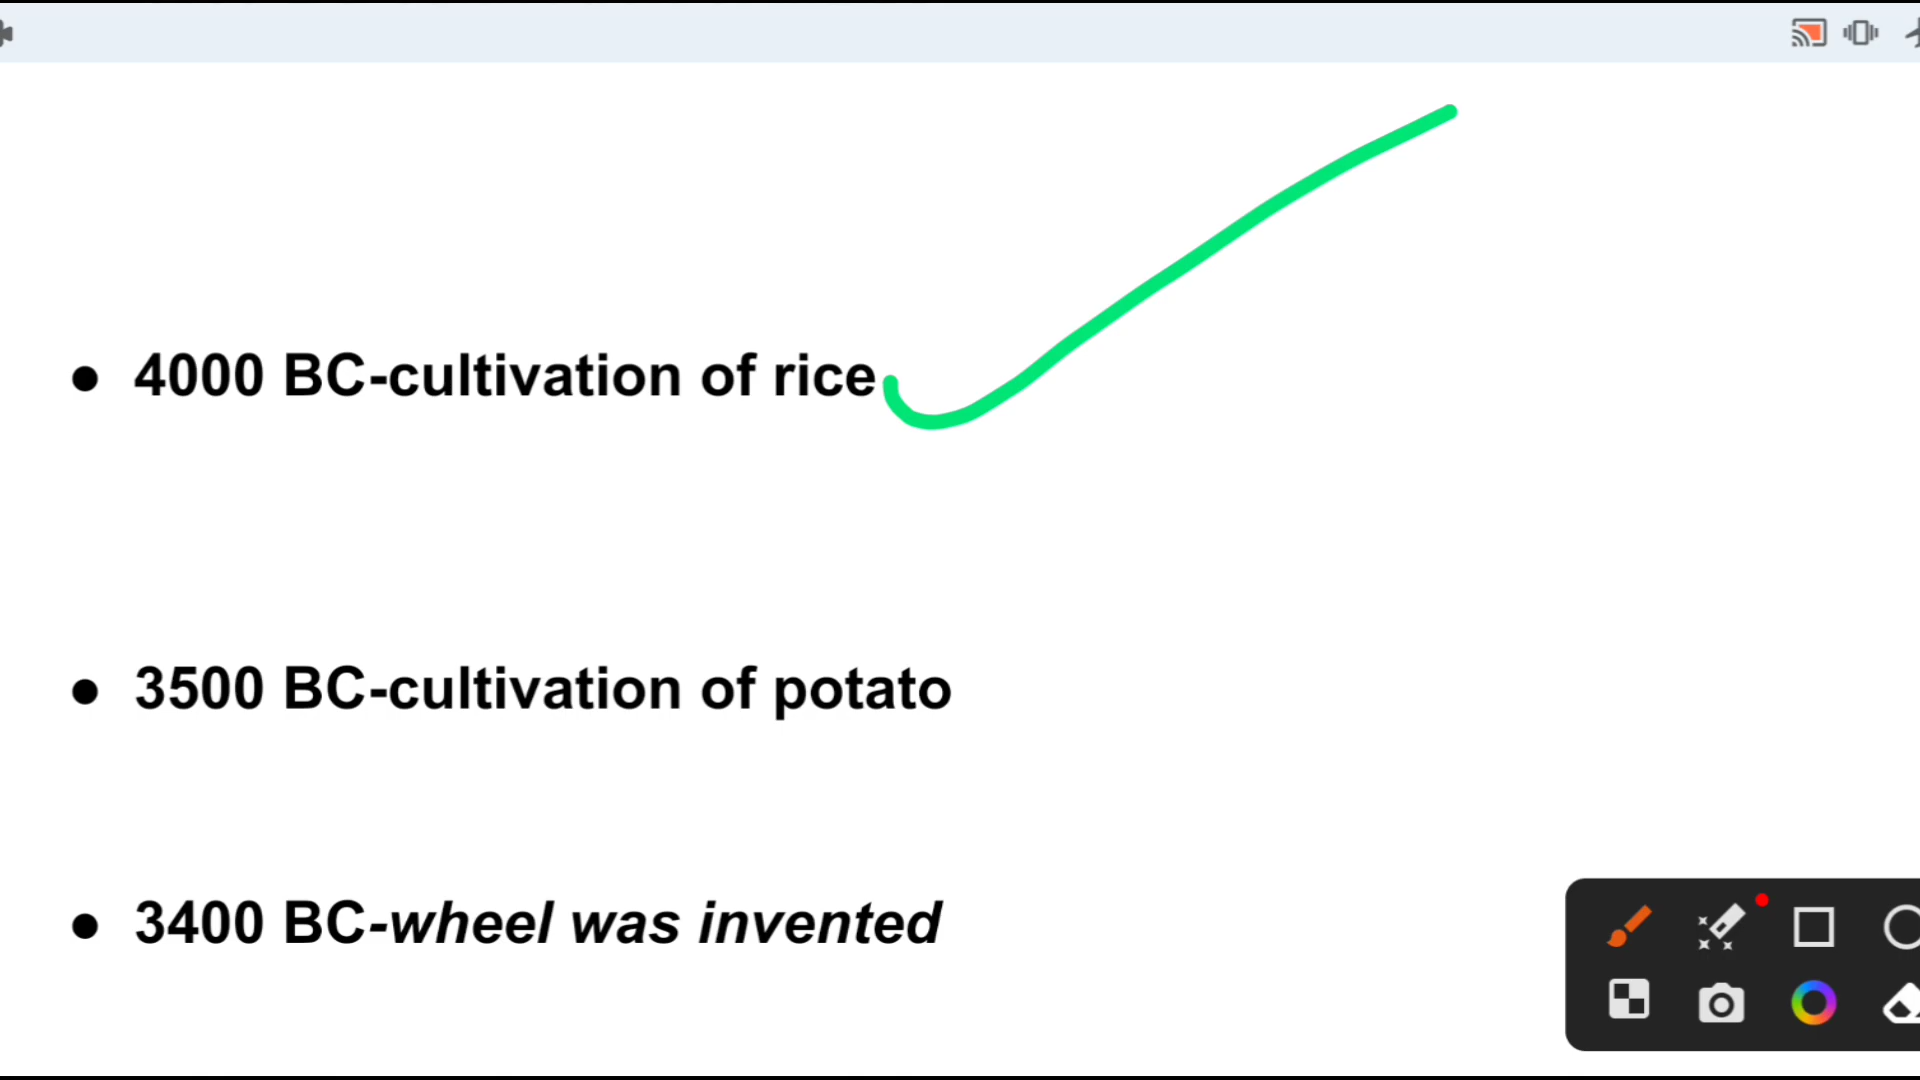 ● 4000 BC-cultivation of rice
● 3500 BC-cultivation of potato
● 3400 BC-wheel was invented